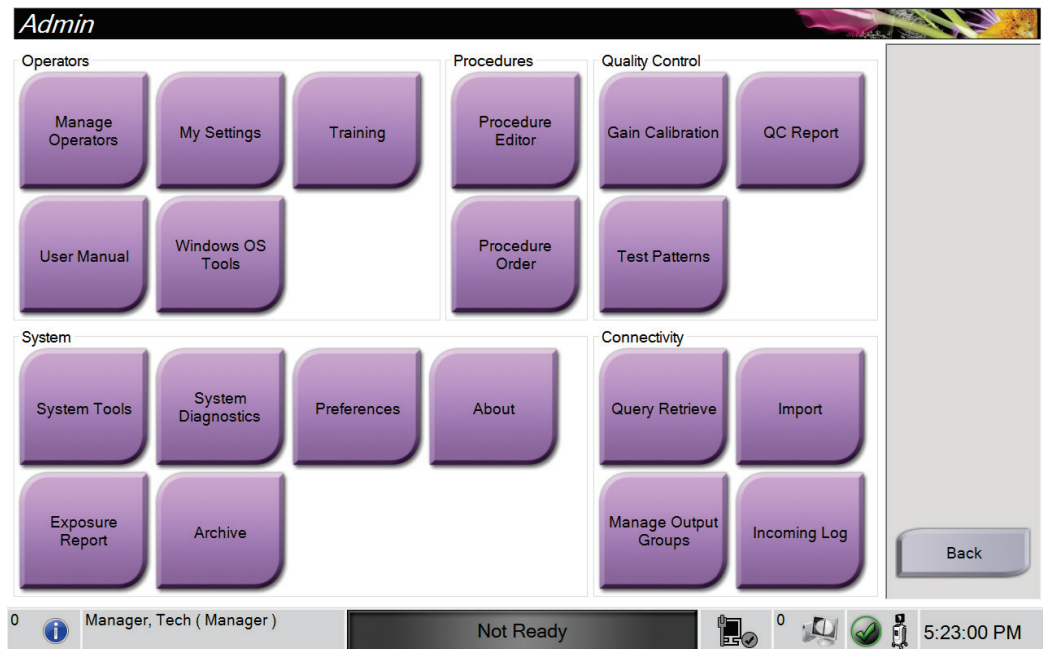 Admin
Operators
Manage
Operators
My Settings
Training
User Manual
Windows OS
Tools
Procedures
Procedure
Editor
Procedure
Order
Quality Control
Gain Calibration
QC Report
Test Patterns
System
System Tools
System
Diagnostics
Preferences
About
Exposure
Report
Archive
Connectivity
Query Retrieve
Import
Manage Output
Groups
Incoming Log
Back
0
Manager, Tech ( Manager )
Not Ready
0
5:23:00 PM